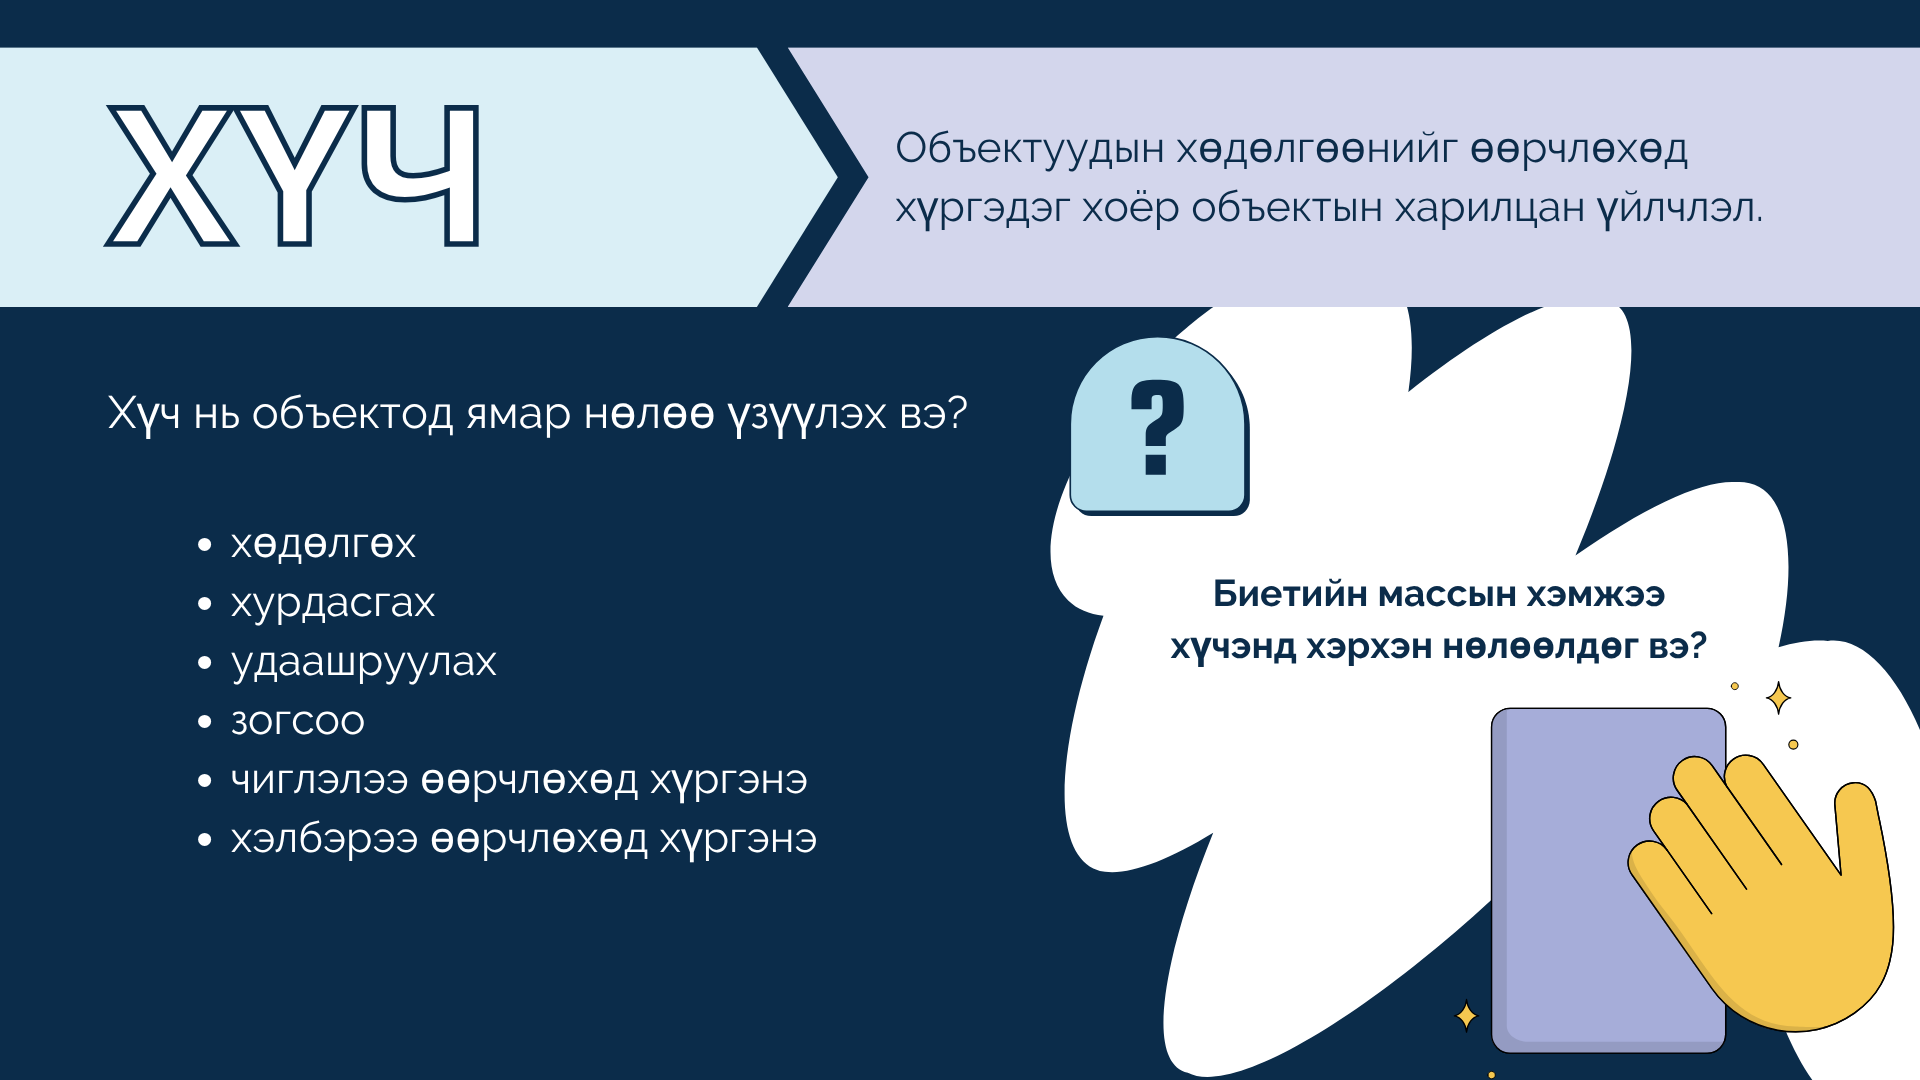 ХҮЧ
Объектуудын хөдөлгөөнийг өөрчлөхөд
хүргэдэг хоёр объектын харилцан үйлчлэл.
Хүч нь объектод ямар нөлөө үзүүлэх вэ?
• хөдөлгөх
• хурдасгах
• удаашруулах
• зогсоо
• чиглэлээ өөрчлөхөд хүргэнэ
• хэлбэрээ өөрчлөхөд хүргэнэ
?
Биетийн массын хэмжээ
хүчэнд хэрхэн нөлөөлдөг вэ?